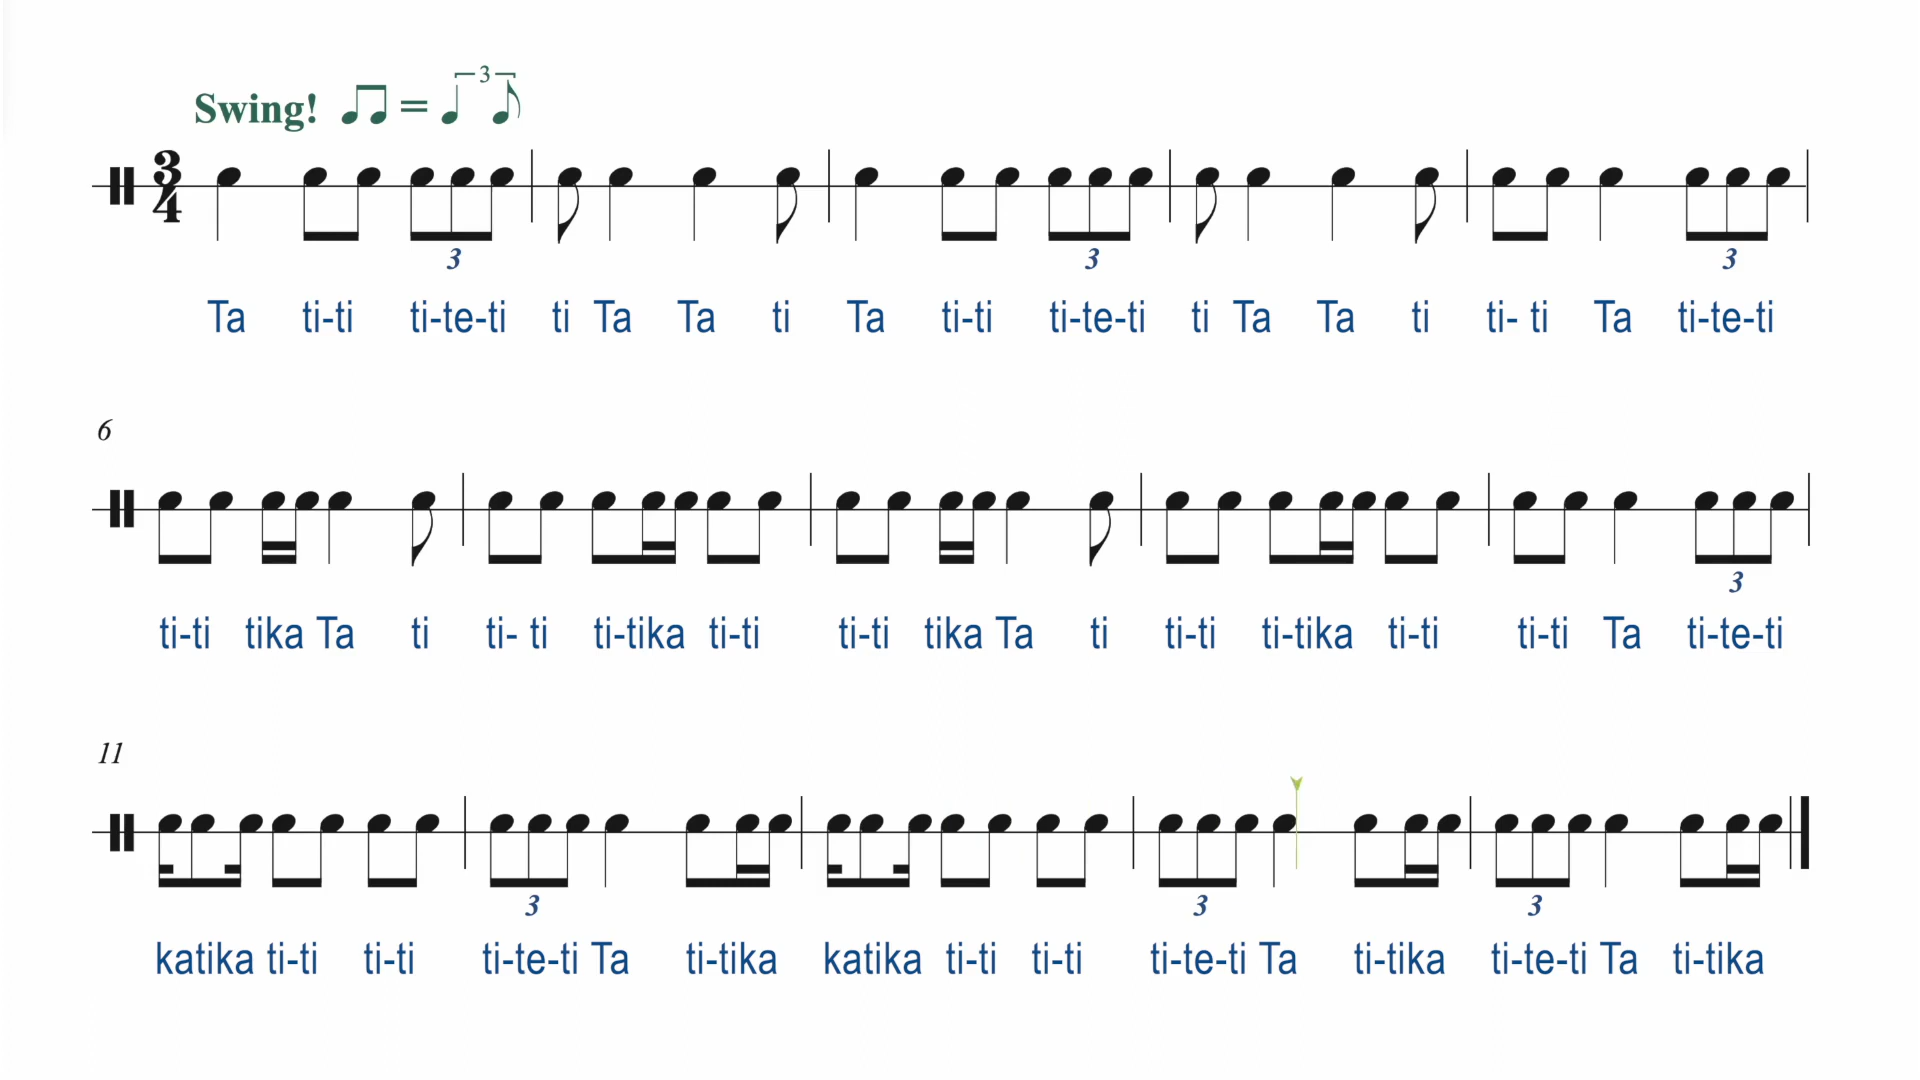 3
Swing! =
3
4
3 3 3
Ta ti-ti ti-te-ti ti Ta Ta ti Ta ti-ti ti-te-ti ti Ta Ta ti ti- ti Ta ti-te-ti
6
3
ti-ti tika Ta ti ti- ti ti-tika ti-ti ti-ti tika Ta ti ti-ti ti-tika ti-ti ti-ti Ta ti-te-ti
11
3 3 3
katika ti-ti ti-ti ti-te-ti Ta ti-tika katika ti-ti ti-ti ti-te-ti Ta ti-tika ti-te-ti Ta ti-tika